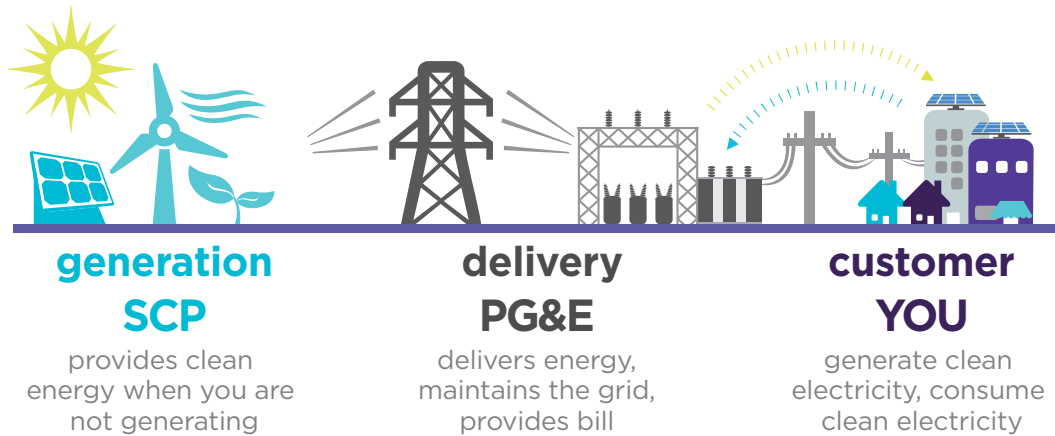 generation
SCP
provides clean
energy when you are
not generating
delivery
PG&E
delivers energy,
maintains the grid,
provides bill
customer
YOU
generate clean
electricity, consume
clean electricity